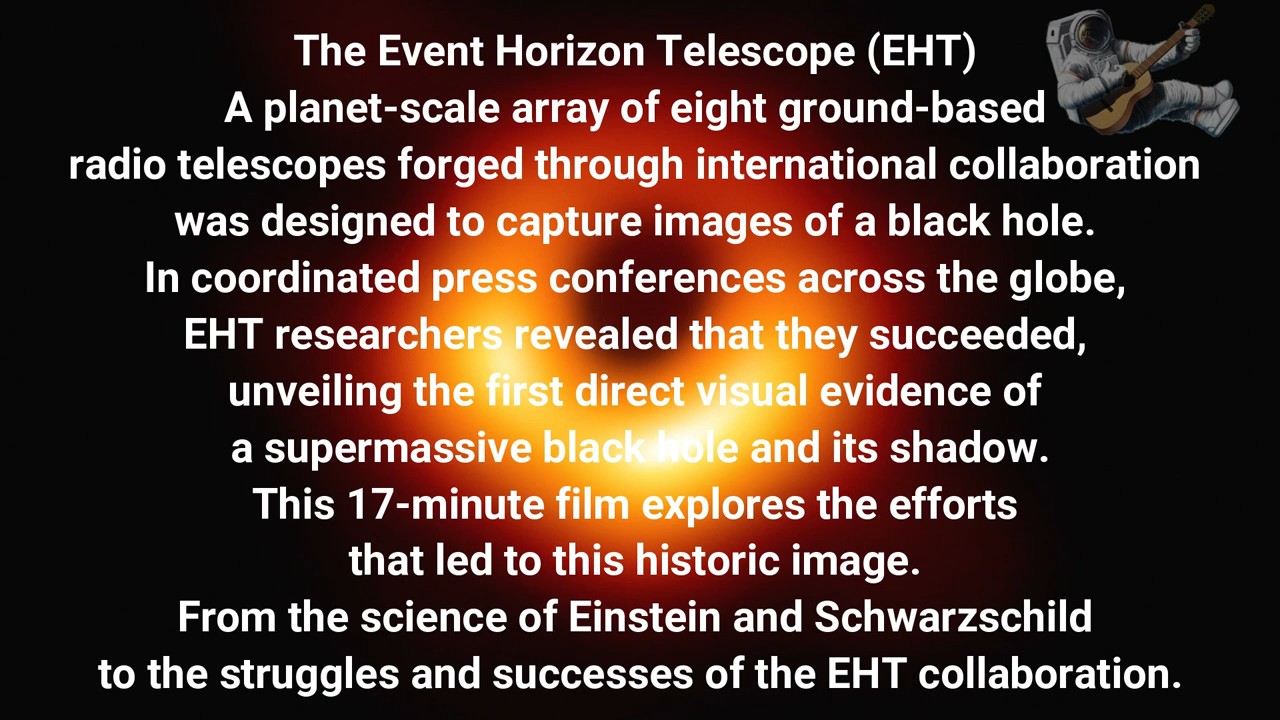 The Event Horizon Telescope (EHT)
A planet-scale array of eight ground-based
radio telescopes forged through international collaboration
was designed to capture images of a black hole.
In coordinated press conferences across the globe,
EHT researchers revealed that they succeeded,
unveiling the first direct visual evidence of
a supermassive black hole and its shadow.
This 17-minute film explores the efforts
that led to this historic image.
From the science of Einstein and Schwarzschild
to the struggles and successes of the EHT collaboration.